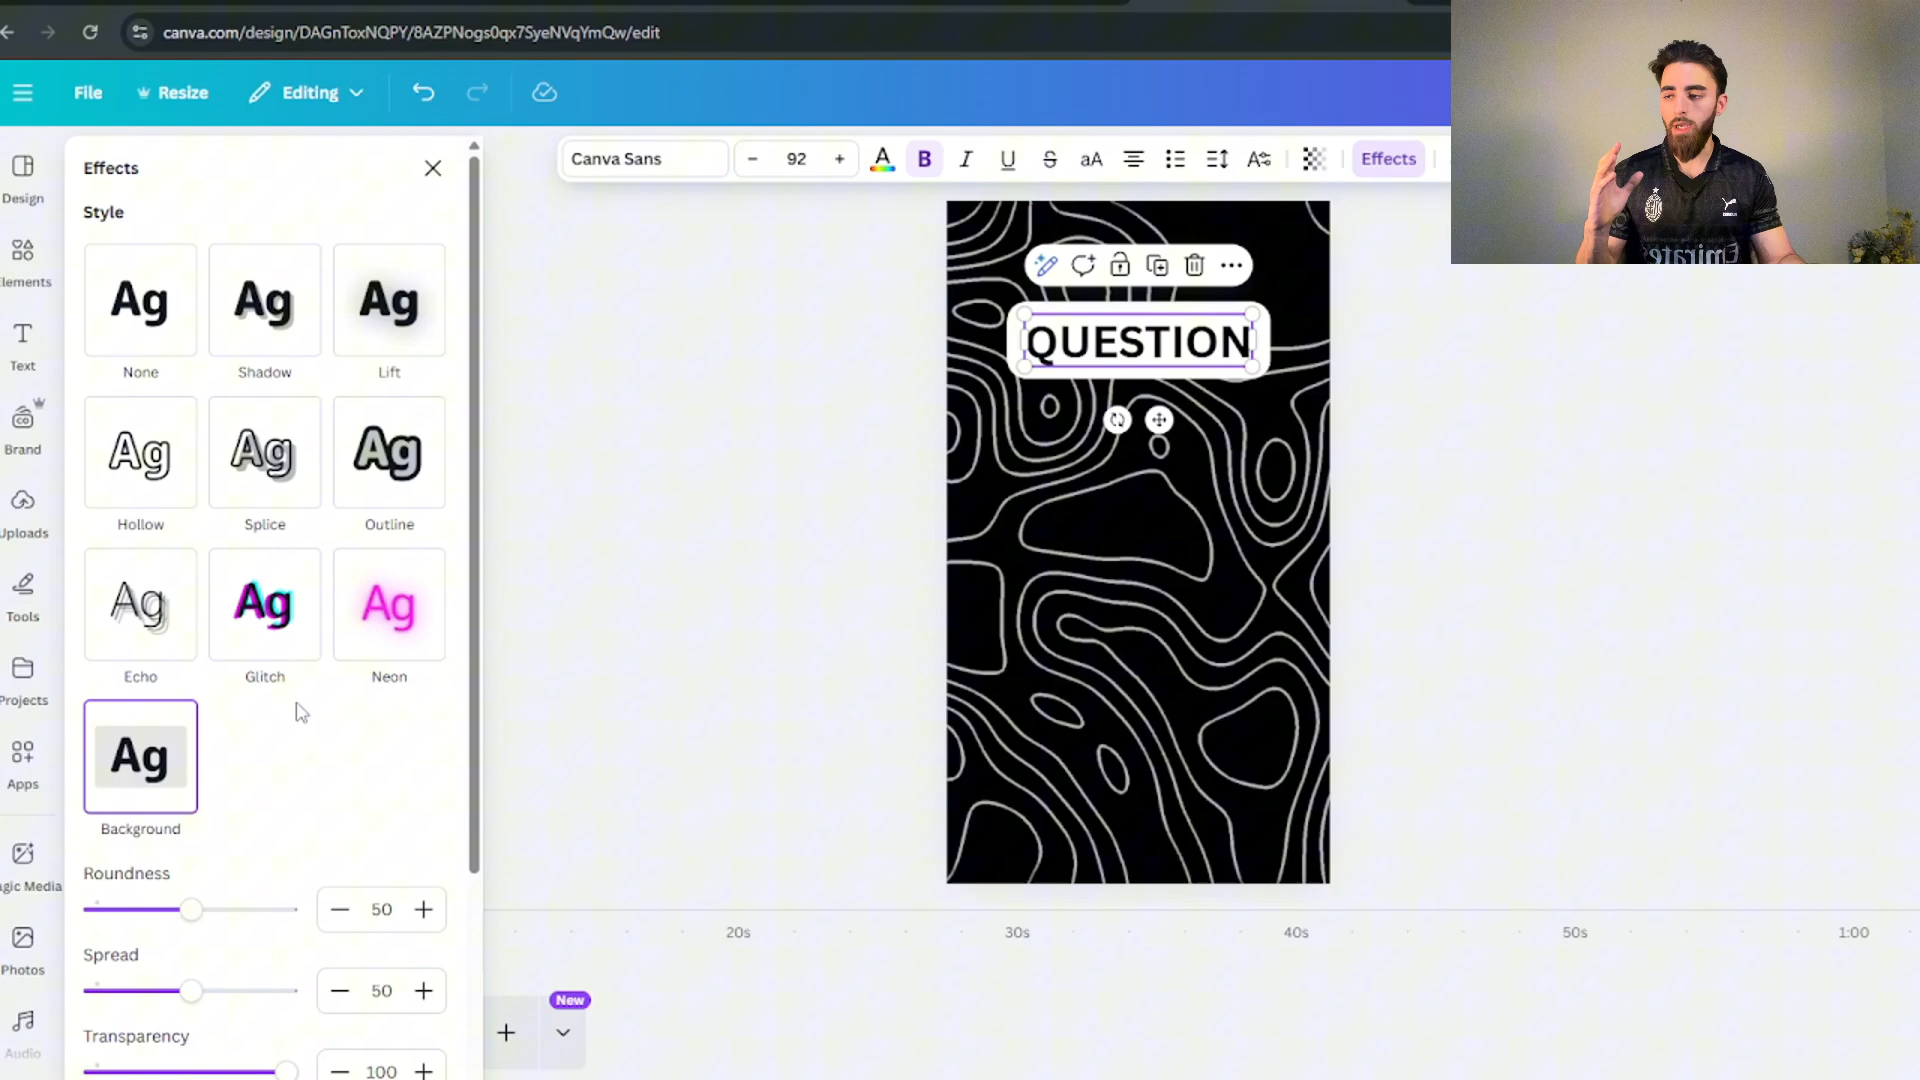 canva.com/design/DAGnToxNQPY/8AZPNogs0qx7SyeNVqYmQw/edit
File
Resize
Editing
Design
Elements
Text
Brand
Uploads
Tools
Projects
Apps
Magic Media
Photos
Audio
Effects
Style
Ag
Ag
Ag
None
Shadow
Lift
Ag
Ag
Ag
Hollow
Splice
Outline
Ag
Ag
Ag
Echo
Glitch
Neon
Ag
Background
Roundness
50
Spread
50
Transparency
100
Canva Sans
92
A
B
I
U
S
aA
Effects
QUESTION
20s
30s
40s
50s
1:00
New